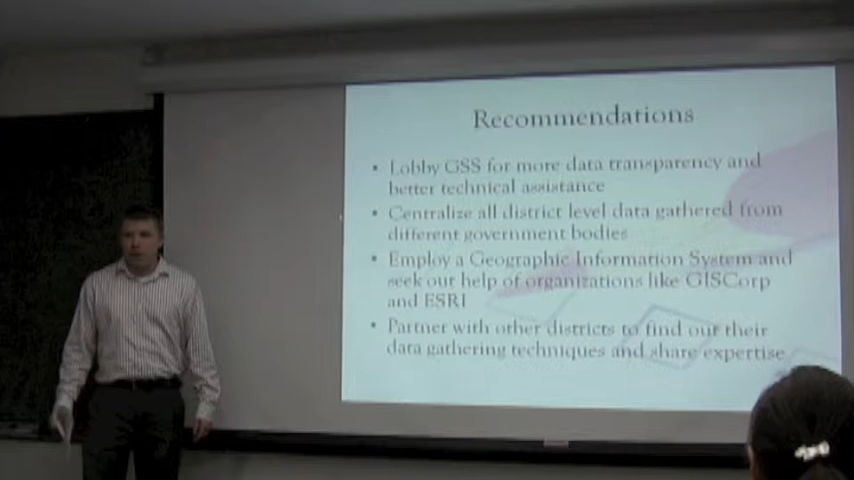 Recommendations
• Lobby GSS for more data transparency and
better technical assistance
• Centralize all district level data gathered from
different government bodies
• Employ a Geographic Information System and
seek out help of organizations like GISCorp
and ESRI
• Partner with other districts to find out their
data gathering techniques and share expertise